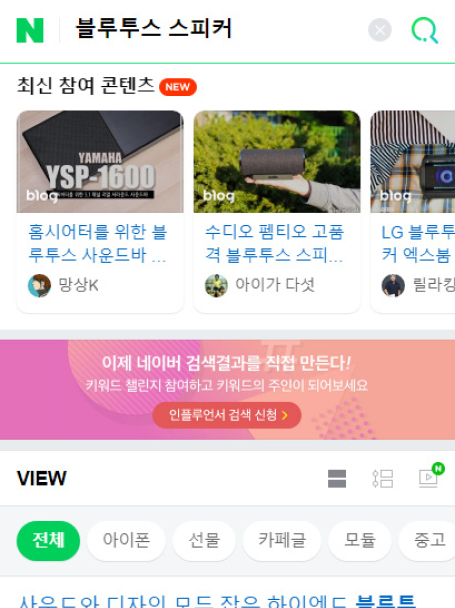 N 블루투스 스피커
최신 참여 콘텐츠 NEW
YAMAHA
YSP-1600
blog
blog
blog
홈시어터를 위한 블
루투스 사운드바 ...
망상K
수디오 펨티오 고품
격 블루투스 스피...
아이가 다섯
LG 블루투
커 엑스붐
릴라킹
이제 네이버 검색결과를 직접 만든다!
키워드 챌린지 참여하고 키워드의 주인이 되어보세요
인플루언서 검색 신청 >
VIEW
N
전체 아이폰 선물 카페글 모듈 중고
사운드와 디자인 모두 잡은 하이엔드 블루투